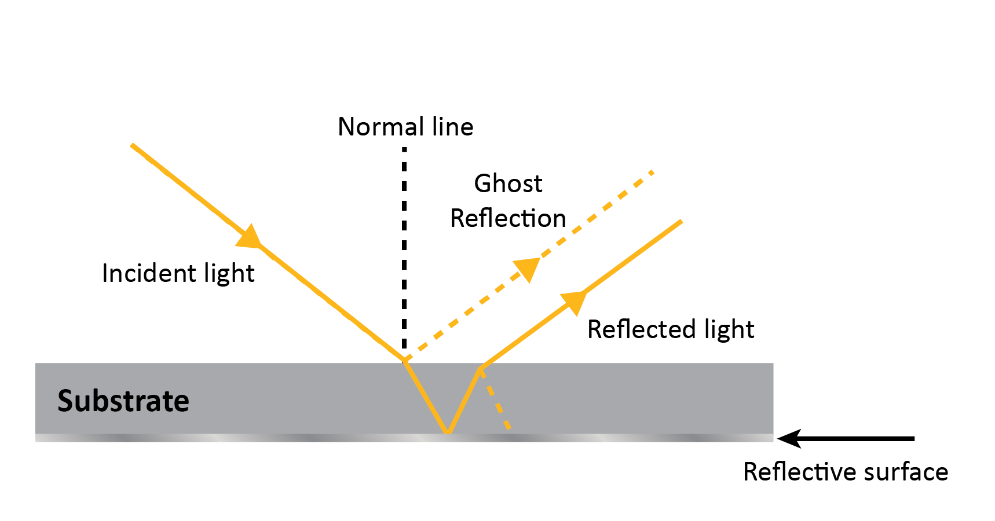 Normal line
Ghost
Reflection
Incident light
Reflected light
Substrate
Reflective surface